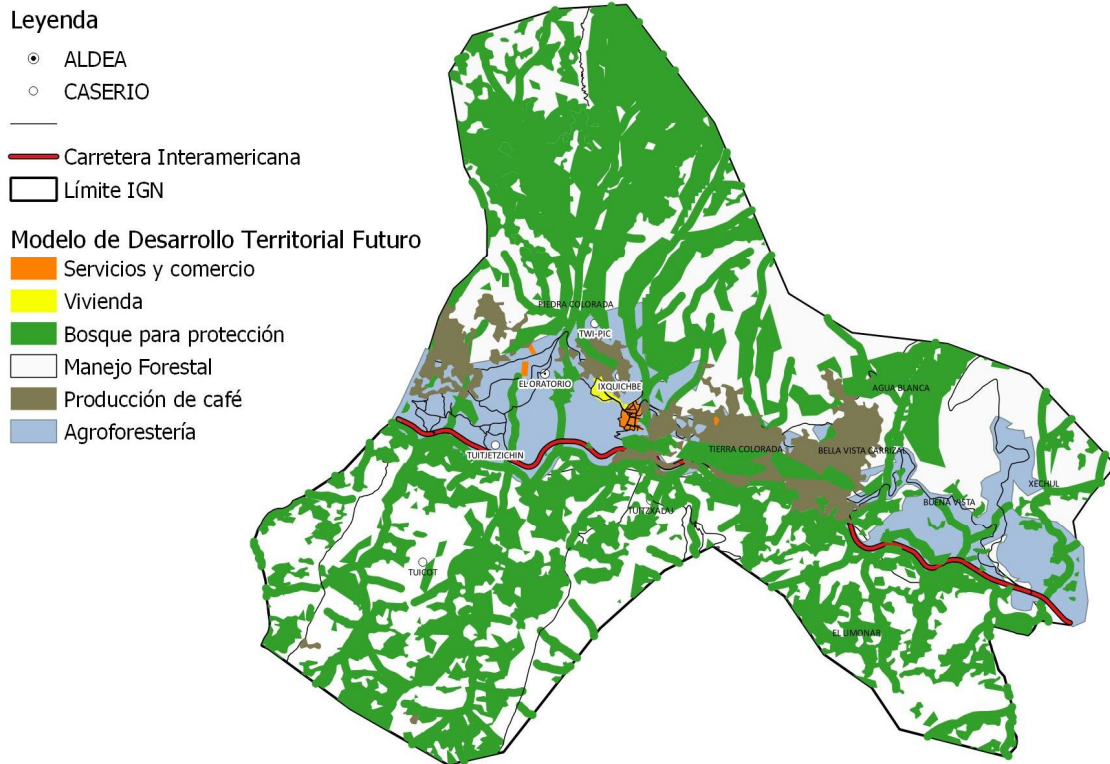 Leyenda
ALDEA
CASERIO
Carretera Interamericana
Límite IGN
Modelo de Desarrollo Territorial Futuro
Servicios y comercio
Vivienda
Bosque para protección
Manejo Forestal
Producción de café
Agroforestería
PIEDRA COLORADA
TWI-PIC
EL ORATORIO
IXQUICHBE
AGUA BLANCA
TUITJETZICHIN
TIERRA COLORADA
BELLA VISTA CARRIZAL
XECHUL
BUENA VISTA
TUITZXALAJ
TUICOT
EL LIMONAR